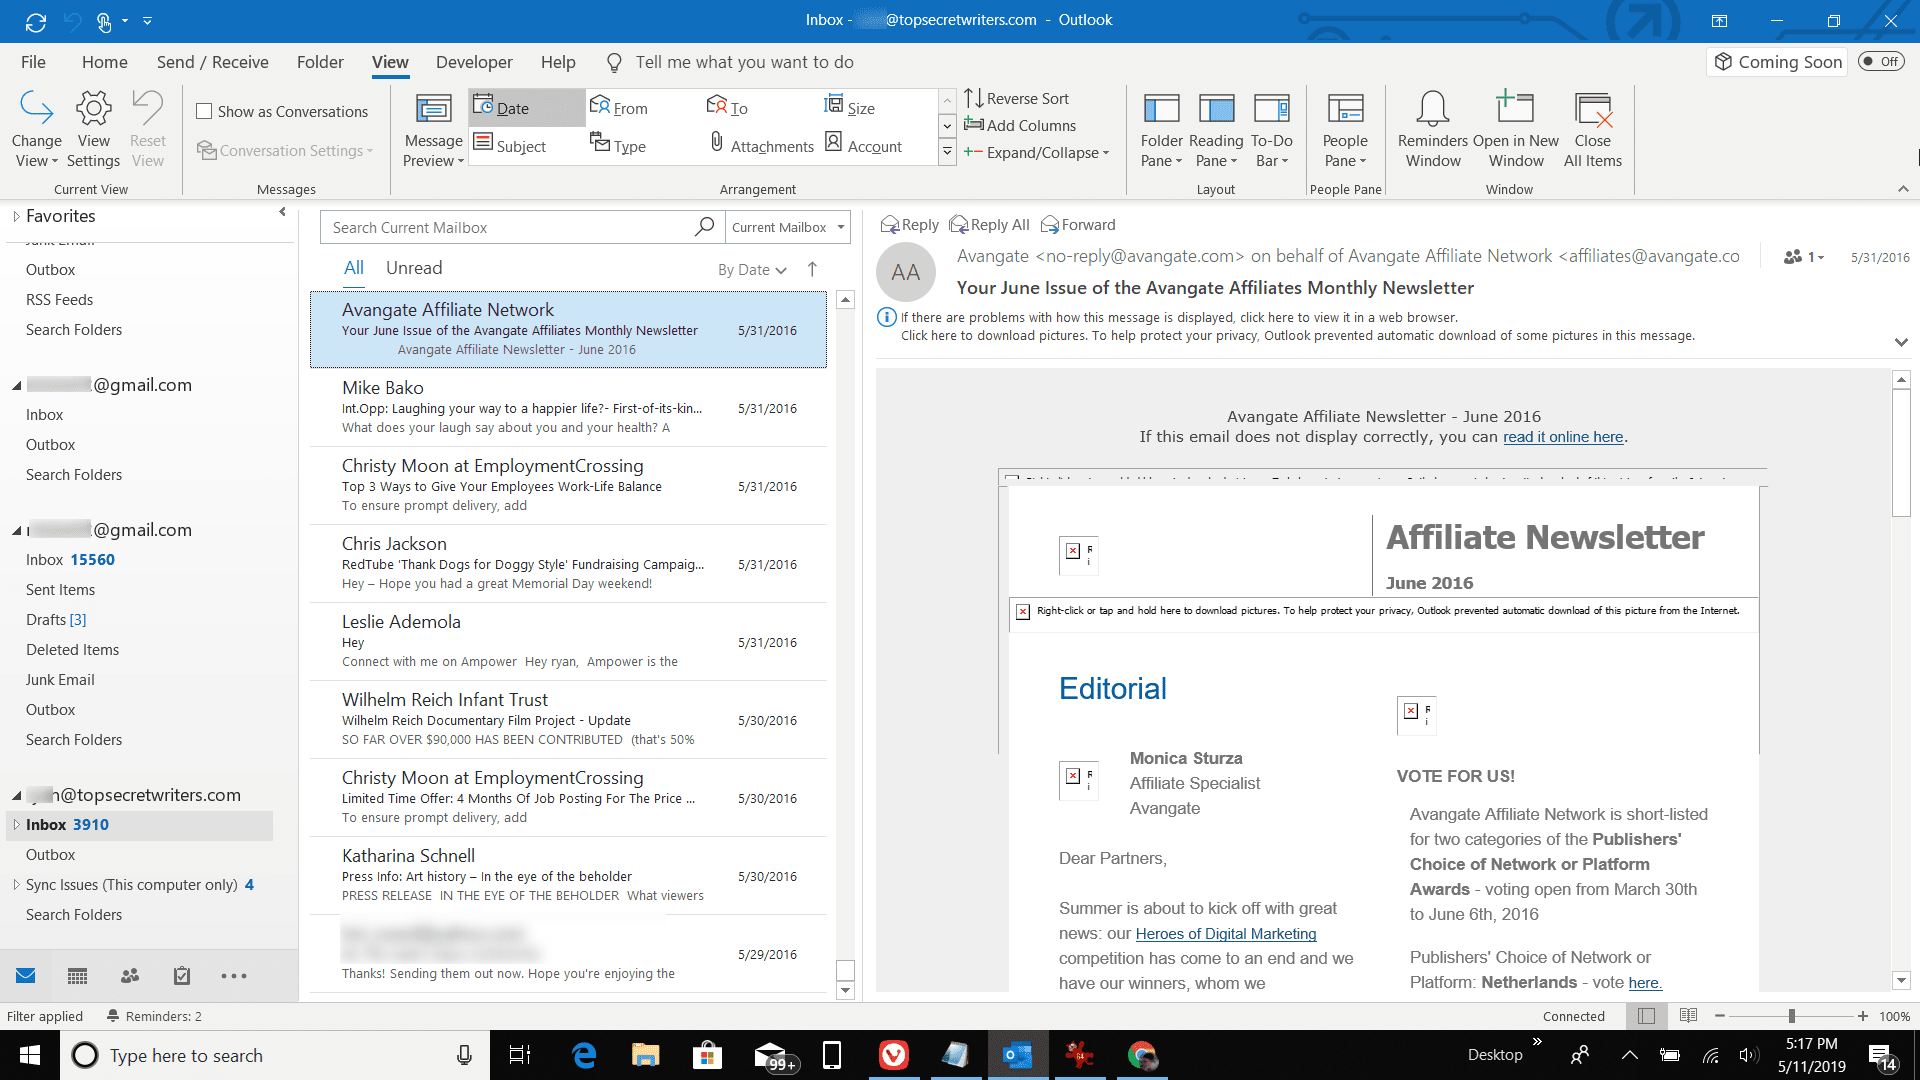 Inbox - @topsecretwriters.com - Outlook
File Home Send / Receive Folder View Developer Help Tell me what you want to do
Coming Soon Off
Change View
View Settings
Reset View
Current View
Show as Conversations
Conversation Settings
Messages
Message Preview
Date From To Size
Subject Type Attachments Account
Reverse Sort
Add Columns
Expand/Collapse
Arrangement
Folder Pane
Reading Pane
To-Do Bar
Layout
People Pane
People Pane
Reminders Window
Open in New Window
Close All Items
Window
Favorites
Junk Email
Outbox
RSS Feeds
Search Folders
@gmail.com
Inbox
Outbox
Search Folders
@gmail.com
Inbox 15560
Sent Items
Drafts [3]
Deleted Items
Junk Email
Outbox
Search Folders
@topsecretwriters.com
Inbox 3910
Outbox
Sync Issues (This computer only) 4
Search Folders
Search Current Mailbox
Current Mailbox
All Unread
By Date
Avangate Affiliate Network
Your June Issue of the Avangate Affiliates Monthly Newsletter 5/31/2016
Avangate Affiliate Newsletter - June 2016
Mike Bako
Int.Opp: Laughing your way to a happier life?- First-of-its-kin... 5/31/2016
What does your laugh say about you and your health? A
Christy Moon at EmploymentCrossing
Top 3 Ways to Give Your Employees Work-Life Balance 5/31/2016
To ensure prompt delivery, add
Chris Jackson
RedTube 'Thank Dogs for Doggy Style' Fundraising Campaig... 5/31/2016
Hey – Hope you had a great Memorial Day weekend!
Leslie Ademola
Hey 5/31/2016
Connect with me on Ampower Hey ryan, Ampower is the
Wilhelm Reich Infant Trust
Wilhelm Reich Documentary Film Project - Update 5/30/2016
SO FAR OVER $90,000 HAS BEEN CONTRIBUTED (that's 50%
Christy Moon at EmploymentCrossing
Limited Time Offer: 4 Months Of Job Posting For The Price ... 5/30/2016
To ensure prompt delivery, add
Katharina Schnell
Press Info: Art history – In the eye of the beholder 5/30/2016
PRESS RELEASE IN THE EYE OF THE BEHOLDER What viewers
5/29/2016
Thanks! Sending them out now. Hope you're enjoying the
Reply Reply All Forward
AA
Avangate <no-reply@avangate.com> on behalf of Avangate Affiliate Network <affiliates@avangate.co
1
5/31/2016
Your June Issue of the Avangate Affiliates Monthly Newsletter
If there are problems with how this message is displayed, click here to view it in a web browser.
Click here to download pictures. To help protect your privacy, Outlook prevented automatic download of some pictures in this message.
Avangate Affiliate Newsletter - June 2016
If this email does not display correctly, you can read it online here.
Affiliate Newsletter
June 2016
Right-click or tap and hold here to download pictures. To help protect your privacy, Outlook prevented automatic download of this picture from the Internet.
Editorial
Monica Sturza
Affiliate Specialist
Avangate
Dear Partners,
Summer is about to kick off with great
news: our Heroes of Digital Marketing
competition has come to an end and we
have our winners, whom we
VOTE FOR US!
Avangate Affiliate Network is short-listed
for two categories of the Publishers'
Choice of Network or Platform
Awards - voting open from March 30th
to June 6th, 2016
Publishers' Choice of Network or
Platform: Netherlands - vote here.
Filter applied Reminders: 2
Connected 100%
Type here to search
99+
64
Desktop
5:17 PM
5/11/2019
14